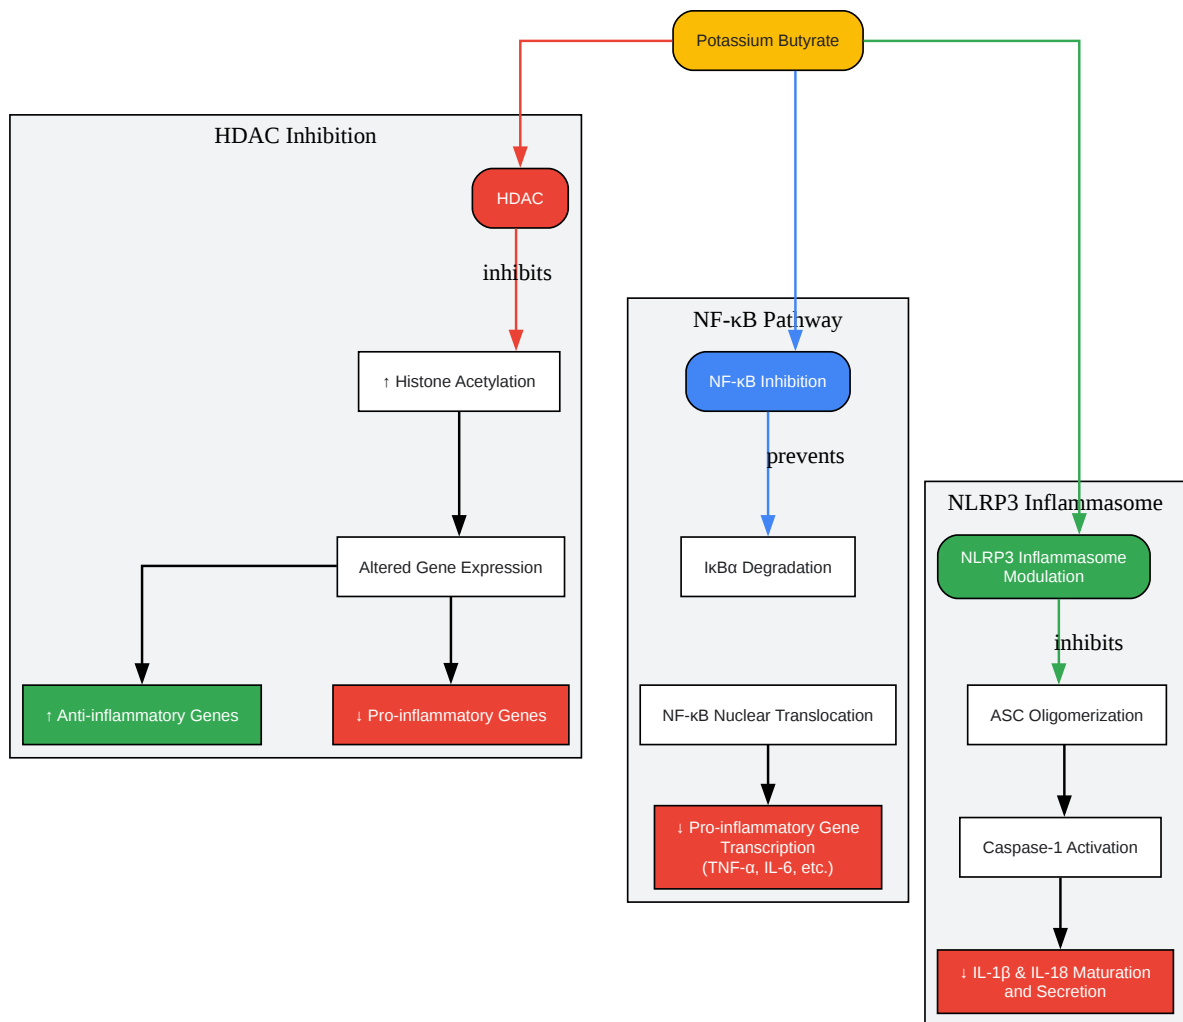 Potassium Butyrate
HDAC Inhibition
HDAC
inhibits
↑ Histone Acetylation
Altered Gene Expression
↑ Anti-inflammatory Genes
↓ Pro-inflammatory Genes
NF-κB Pathway
NF-κB Inhibition
prevents
IκBα Degradation
NF-κB Nuclear Translocation
↓ Pro-inflammatory Gene
Transcription
(TNF-α, IL-6, etc.)
NLRP3 Inflammasome
NLRP3 Inflammasome
Modulation
inhibits
ASC Oligomerization
Caspase-1 Activation
↓ IL-1β & IL-18 Maturation
and Secretion